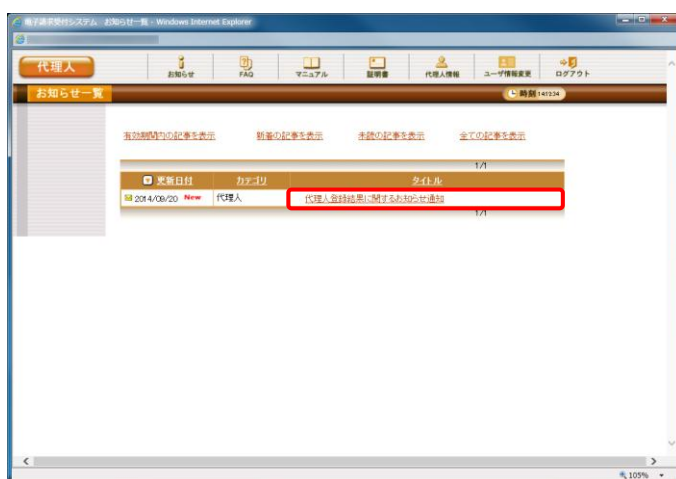 電子請求受付システム お知らせ一覧 - Windows Internet Explorer
代理人
お知らせ
FAQ
マニュアル
証明書
代理人情報
ユーザ情報変更
ログアウト
お知らせ一覧
時刻 14:12:34
有効期間内の記事を表示
新着の記事を表示
未読の記事を表示
全ての記事を表示
1/1
更新日付 カテゴリ タイトル
2014/09/20 New 代理人 代理人登録結果に関するお知らせ通知
1/1
105%